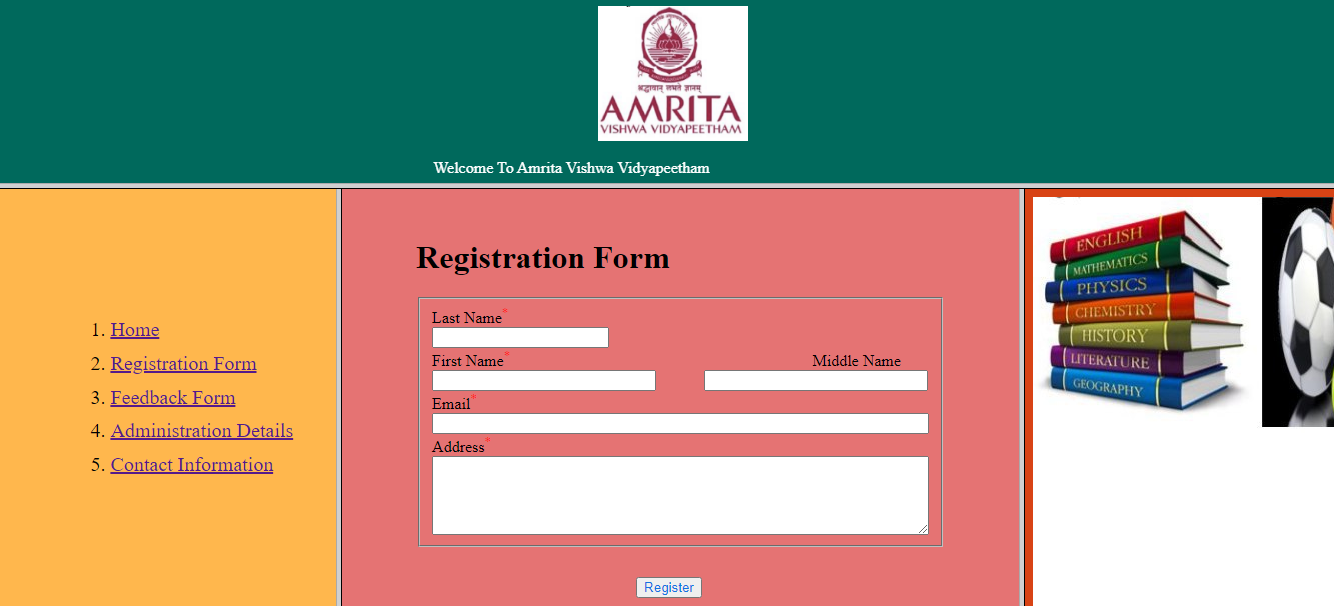 श्रद्धावान् लभते ज्ञानम्
AMRITA
VISHWA VIDYAPEETHAM
Welcome To Amrita Vishwa Vidyapeetham
1. Home
2. Registration Form
3. Feedback Form
4. Administration Details
5. Contact Information
Registration Form
Last Name*
First Name* Middle Name
Email*
Address*
Register
ENGLISH
MATHEMATICS
PHYSICS
CHEMISTRY
HISTORY
LITERATURE
GEOGRAPHY